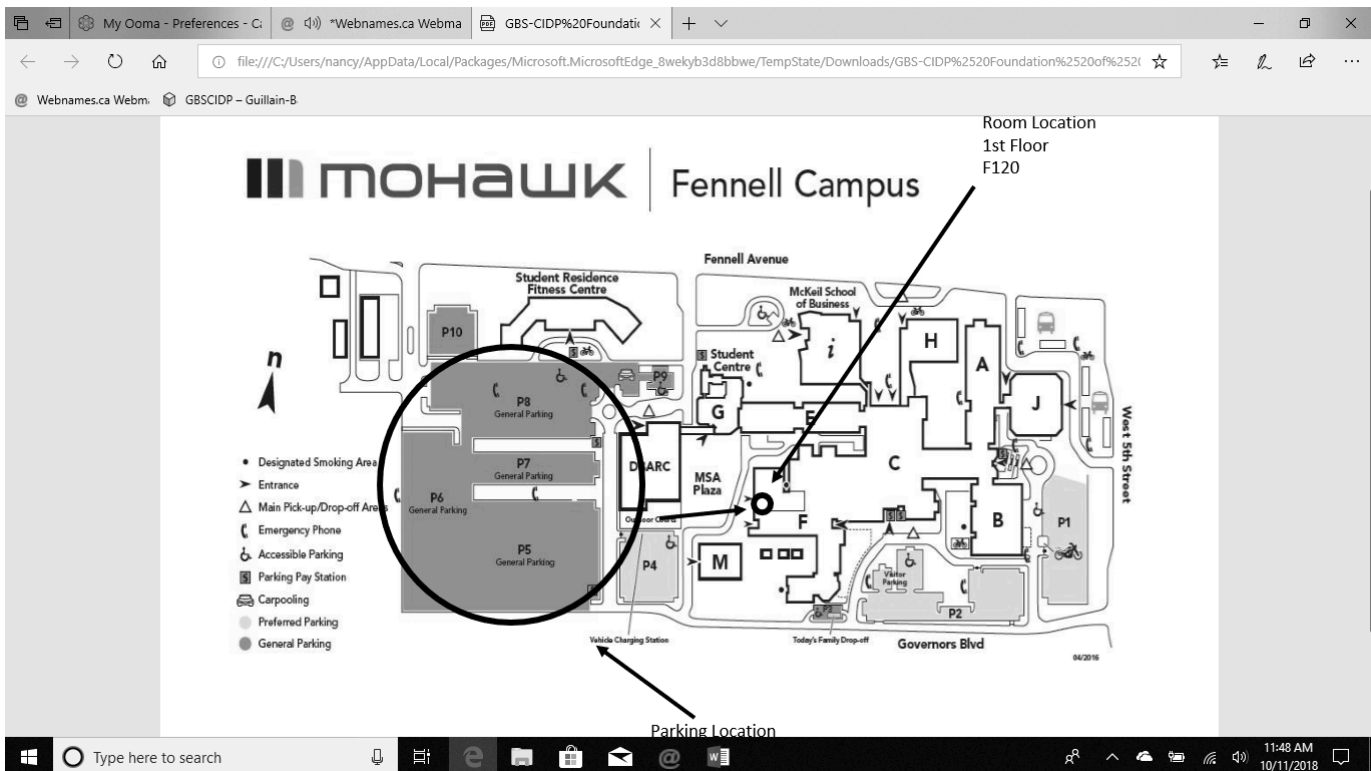 My Ooma - Preferences - Ca
*Webnames.ca Webma
GBS-CIDP%20Foundatio
file:///C:/Users/nancy/AppData/Local/Packages/Microsoft.MicrosoftEdge_8wekyb3d8bbwe/TempState/Downloads/GBS-CIDP%2520Foundation%2520of%2520
Webnames.ca Webm
GBSCIDP – Guillain-B
Room Location
1st Floor
F120
mohawk
Fennell Campus
Fennell Avenue
Student Residence
Fitness Centre
McKeil School
of Business
P10
i
H
A
n
Student
Centre
P9
P8
General Parking
G
E
J
West 5th Street
P7
General Parking
DBARC
MSA
Plaza
C
P6
General Parking
F
B
P1
P5
General Parking
P4
M
Visitor
Parking
P3
P2
Designated Smoking Area
Entrance
Main Pick-up/Drop-off Areas
Emergency Phone
Accessible Parking
Parking Pay Station
Carpooling
Preferred Parking
General Parking
Vehicle Charging Station
Today's Family Drop-off
Governors Blvd
04/2016
Parking Location
Type here to search
11:48 AM
10/11/2018